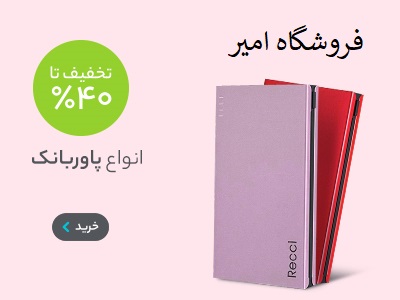 فروشگاه امیر
تخفیف تا
%۴۰
انواع پاوربانک
خرید
Recci